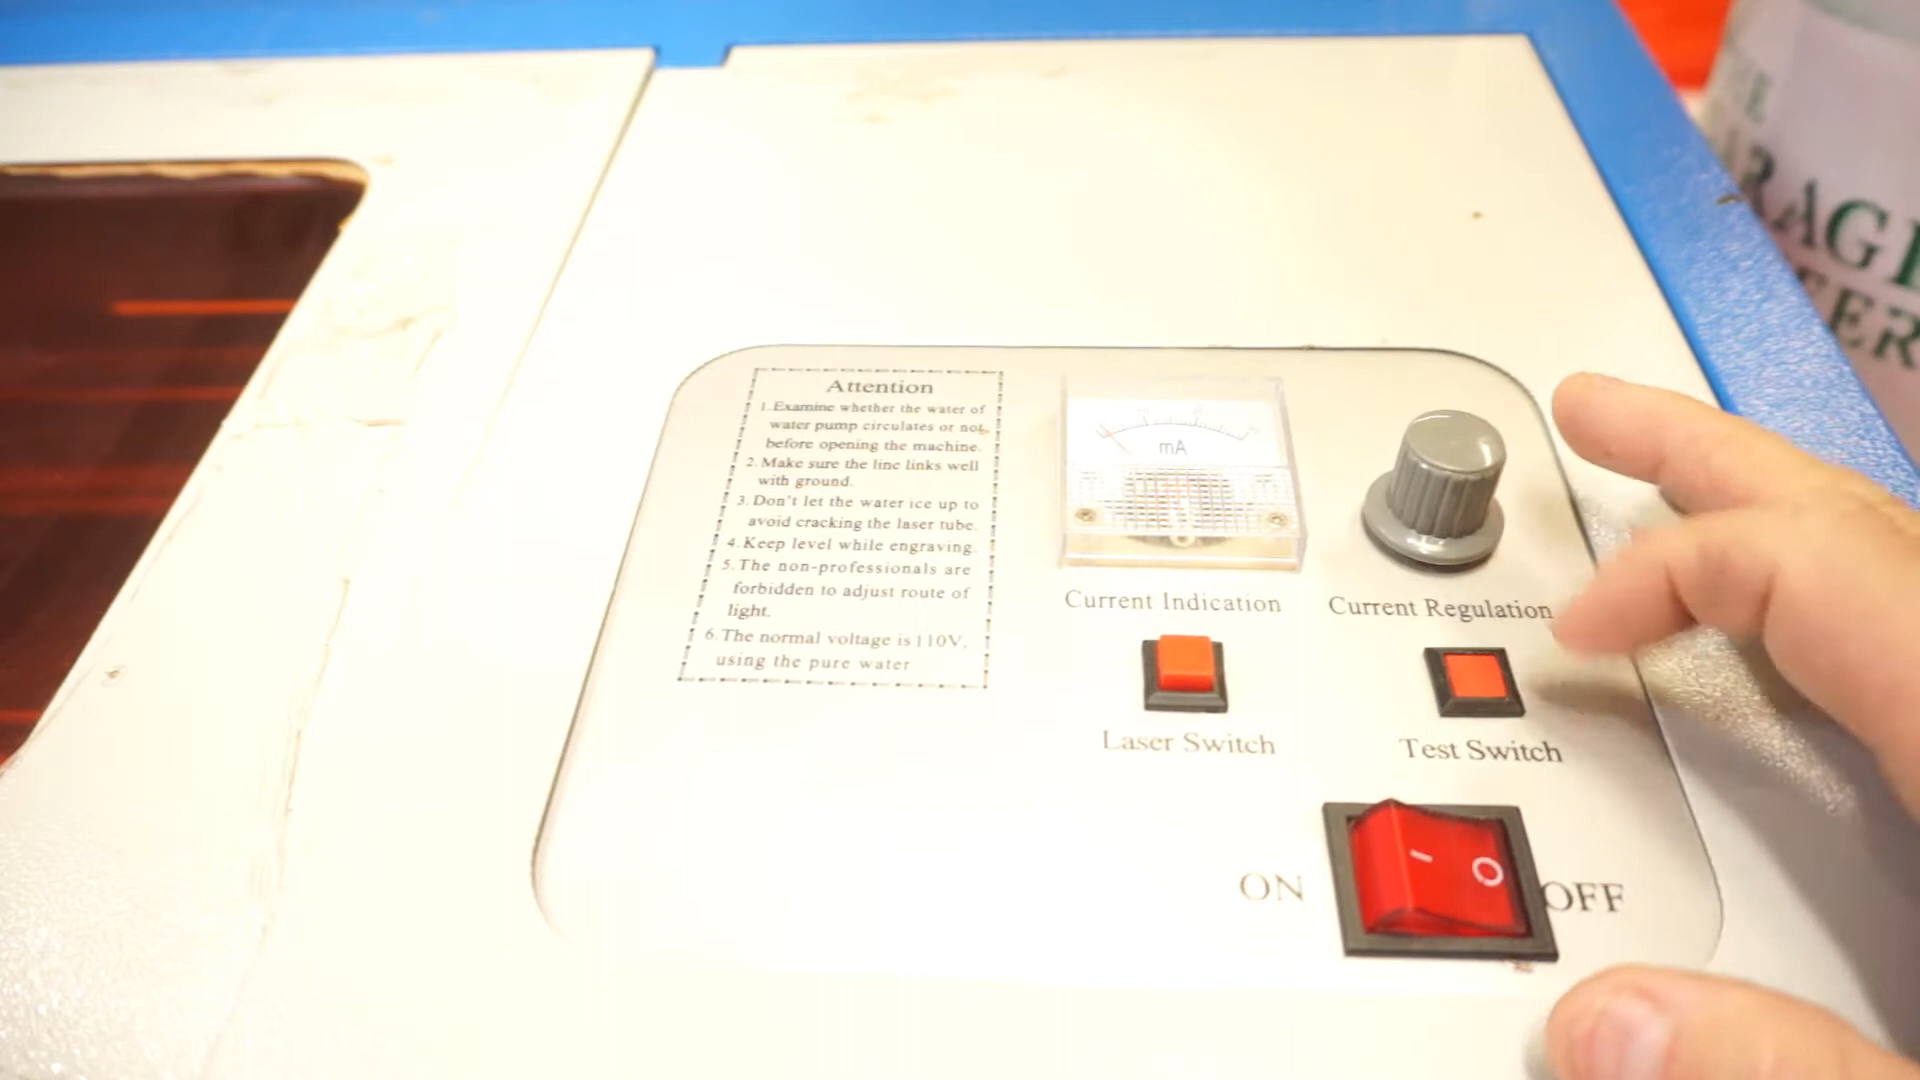 Attention
1. Examine whether the water of
water pump circulates or not
before opening the machine.
2. Make sure the line links well
with ground.
3. Don't let the water ice up to
avoid cracking the laser tube.
4. Keep level while engraving.
5. The non-professionals are
forbidden to adjust route of
light.
6. The normal voltage is 110V,
using the pure water
mA
Current Indication
Current Regulation
Laser Switch
Test Switch
ON
OFF